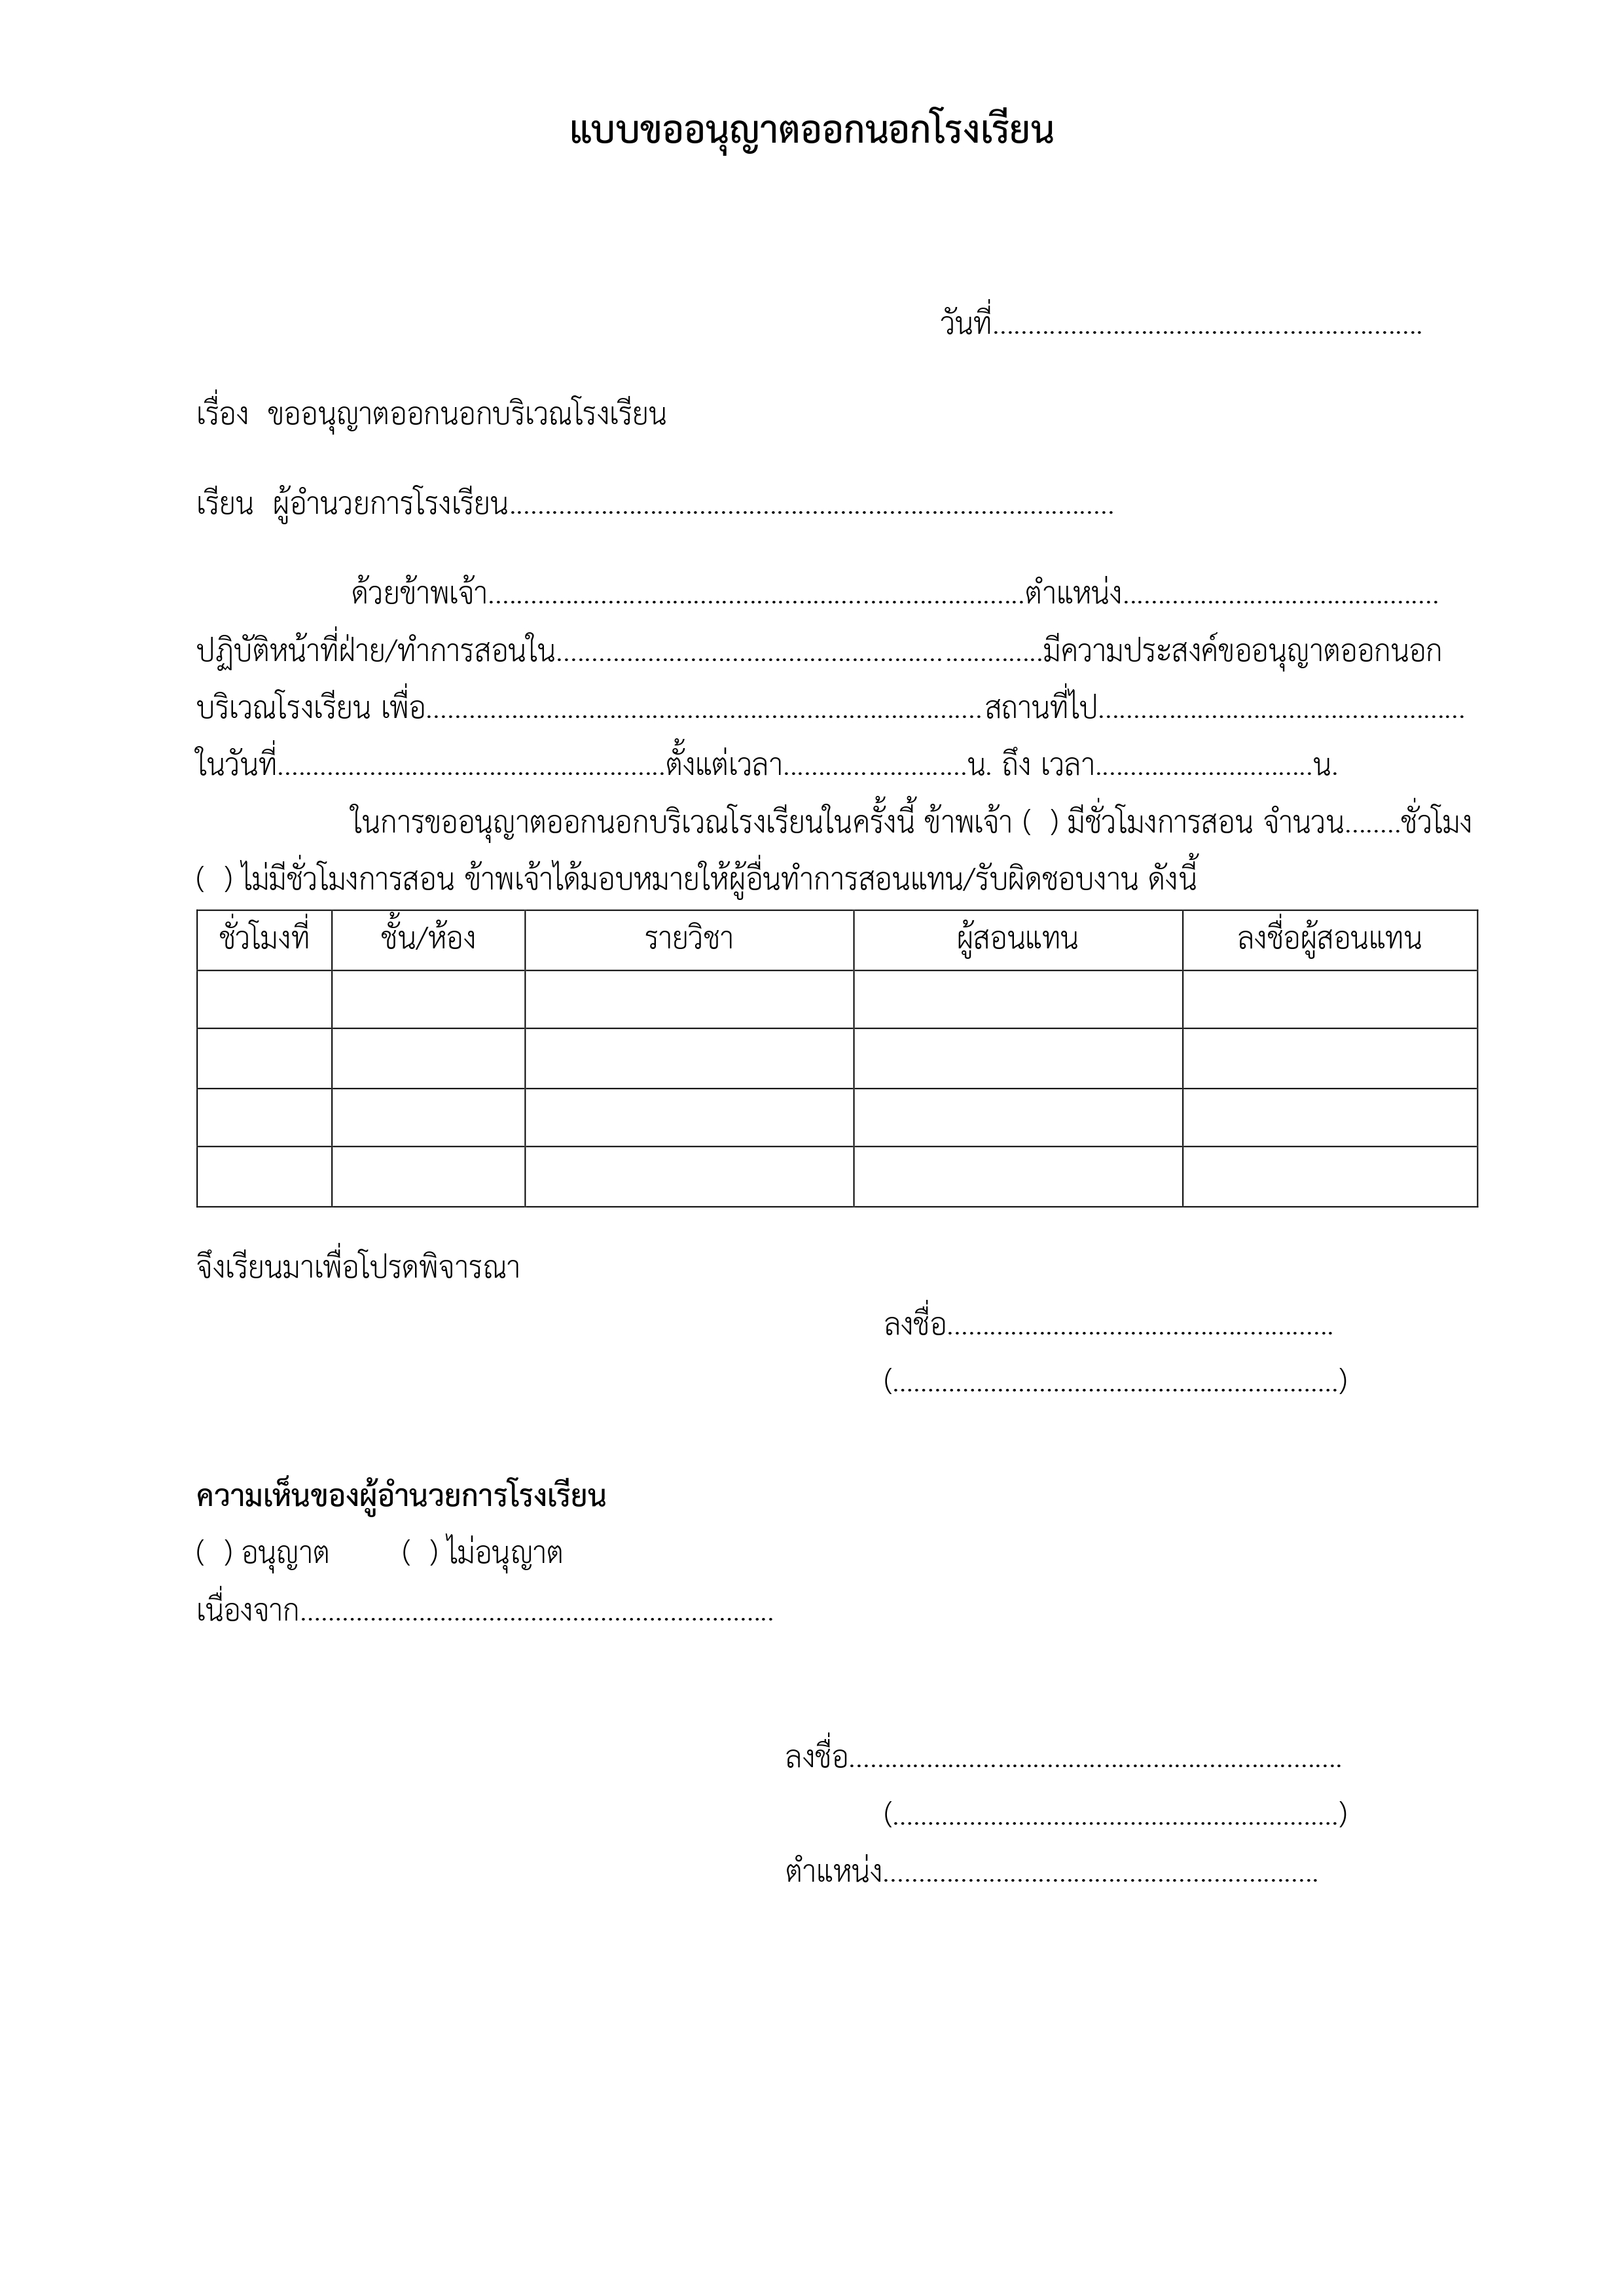 แบบขออนุญาตออกนอกโรงเรียน
วันที่.............................................................
เรื่อง  ขออนุญาตออกนอกบริเวณโรงเรียน
เรียน  ผู้อำนวยการโรงเรียน......................................................................................
ด้วยข้าพเจ้า............................................................................ตำแหน่ง.............................................
ปฏิบัติหน้าที่ฝ่าย/ทำการสอนใน.....................................................................มีความประสงค์ขออนุญาตออกนอก
บริเวณโรงเรียน เพื่อ...............................................................................สถานที่ไป....................................................
ในวันที่.......................................................ตั้งแต่เวลา..........................น. ถึง เวลา...............................น.
ในการขออนุญาตออกนอกบริเวณโรงเรียนในครั้งนี้ ข้าพเจ้า (  ) มีชั่วโมงการสอน จำนวน........ชั่วโมง
(  ) ไม่มีชั่วโมงการสอน ข้าพเจ้าได้มอบหมายให้ผู้อื่นทำการสอนแทน/รับผิดชอบงาน ดังนี้
ชั่วโมงที่ ชั้น/ห้อง รายวิชา ผู้สอนแทน ลงชื่อผู้สอนแทน
จึงเรียนมาเพื่อโปรดพิจารณา
ลงชื่อ.......................................................
(...............................................................)
ความเห็นของผู้อำนวยการโรงเรียน
(  ) อนุญาต (  ) ไม่อนุญาต
เนื่องจาก...................................................................
ลงชื่อ......................................................................
(...............................................................)
ตำแหน่ง..............................................................